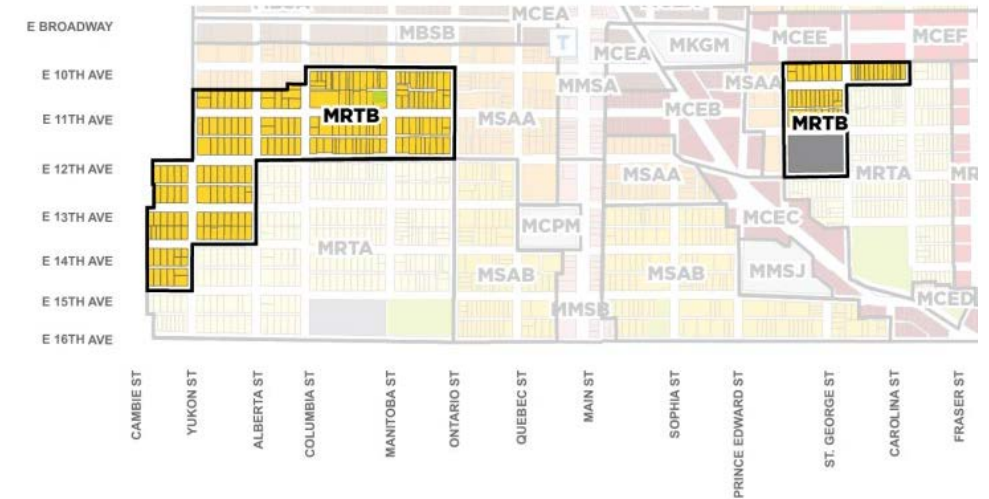 MCEA
E BROADWAY
MBSB
MCEE
MCEF
T
MCEA
MKGM
E 10TH AVE
MMSA
MSAA
MCEB
E 11TH AVE
MRTB
MSAA
MRTB
E 12TH AVE
MSAA
MRTA
MR
E 13TH AVE
MCPM
MCEC
MRTA
E 14TH AVE
MSAB
MSAB
MMSJ
E 15TH AVE
MMSB
MCED
E 16TH AVE
CAMBIE ST
YUKON ST
ALBERTA ST
COLUMBIA ST
MANITOBA ST
ONTARIO ST
QUEBEC ST
MAIN ST
SOPHIA ST
PRINCE EDWARD ST
ST. GEORGE ST
CAROLINA ST
FRASER ST